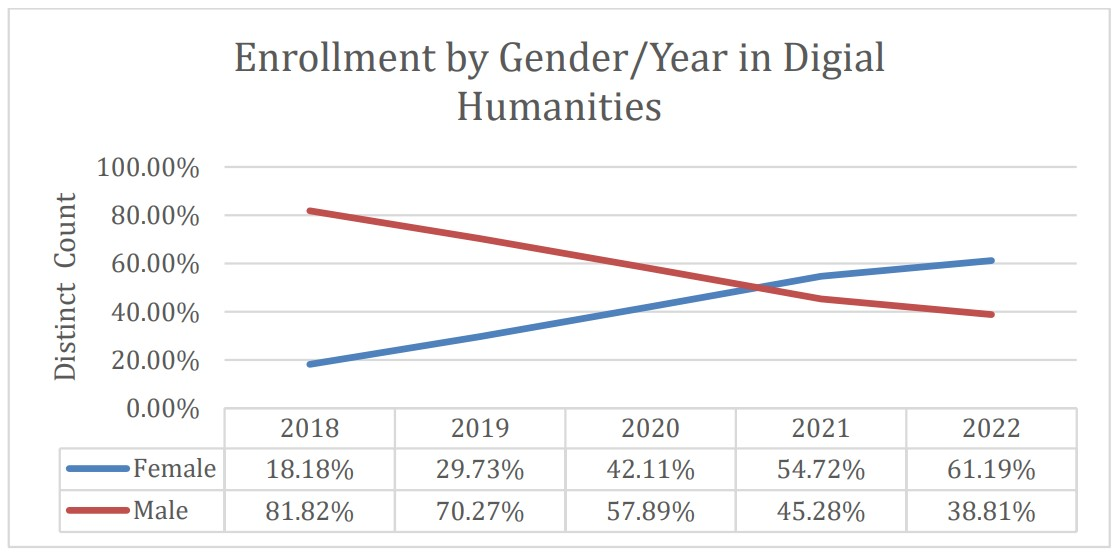 Enrollment by Gender/Year in Digial
Humanities
Distinct Count
100.00%
80.00%
60.00%
40.00%
20.00%
0.00%
2018 2019 2020 2021 2022
Female 18.18% 29.73% 42.11% 54.72% 61.19%
Male 81.82% 70.27% 57.89% 45.28% 38.81%